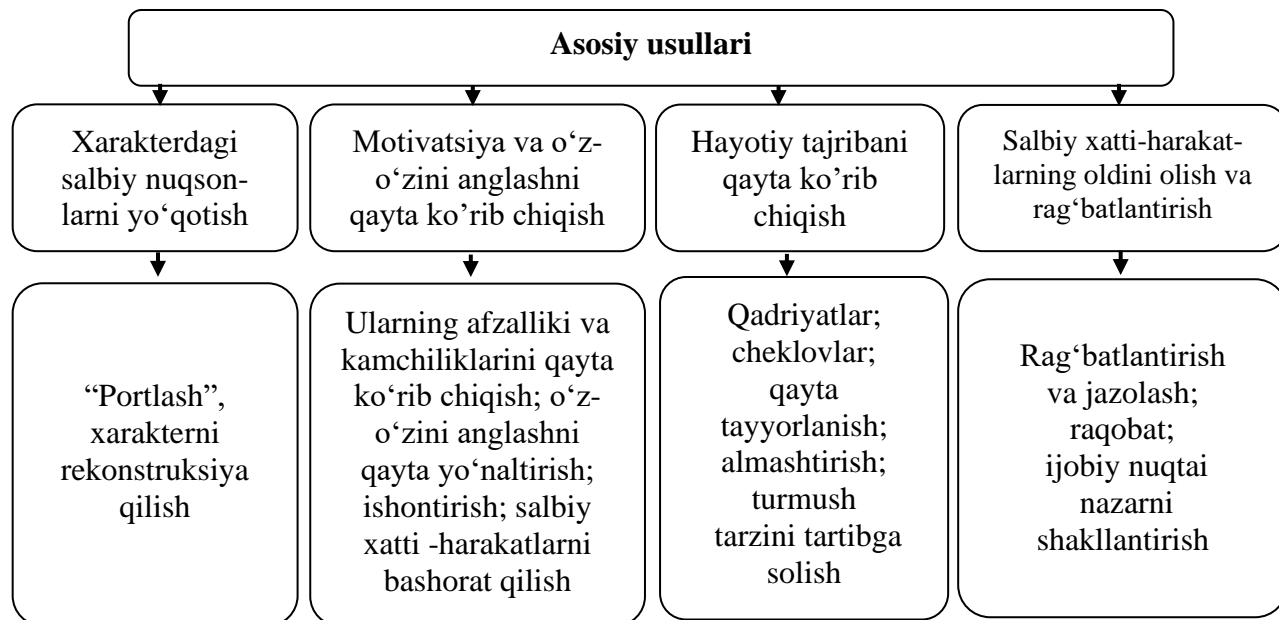 Asosiy usullari
Xarakterdagi
salbiy nuqson-
larni yo‘qotish
Motivatsiya va o‘z-
o‘zini anglashni
qayta ko’rib chiqish
Hayotiy tajribani
qayta ko’rib
chiqish
Salbiy xatti-harakat-
larning oldini olish va
rag‘batlantirish
“Portlash”,
xarakterni
rekonstruksiya
qilish
Ularning afzalliki va
kamchiliklarini qayta
ko‘rib chiqish; o‘z-
o‘zini anglashni
qayta yo‘naltirish;
ishontirish; salbiy
xatti -harakatlarni
bashorat qilish
Qadriyatlar;
cheklovlar;
qayta
tayyorlanish;
almashtirish;
turmush
tarzini tartibga
solish
Rag‘batlantirish
va jazolash;
raqobat;
ijobiy nuqtai
nazarni
shakllantirish